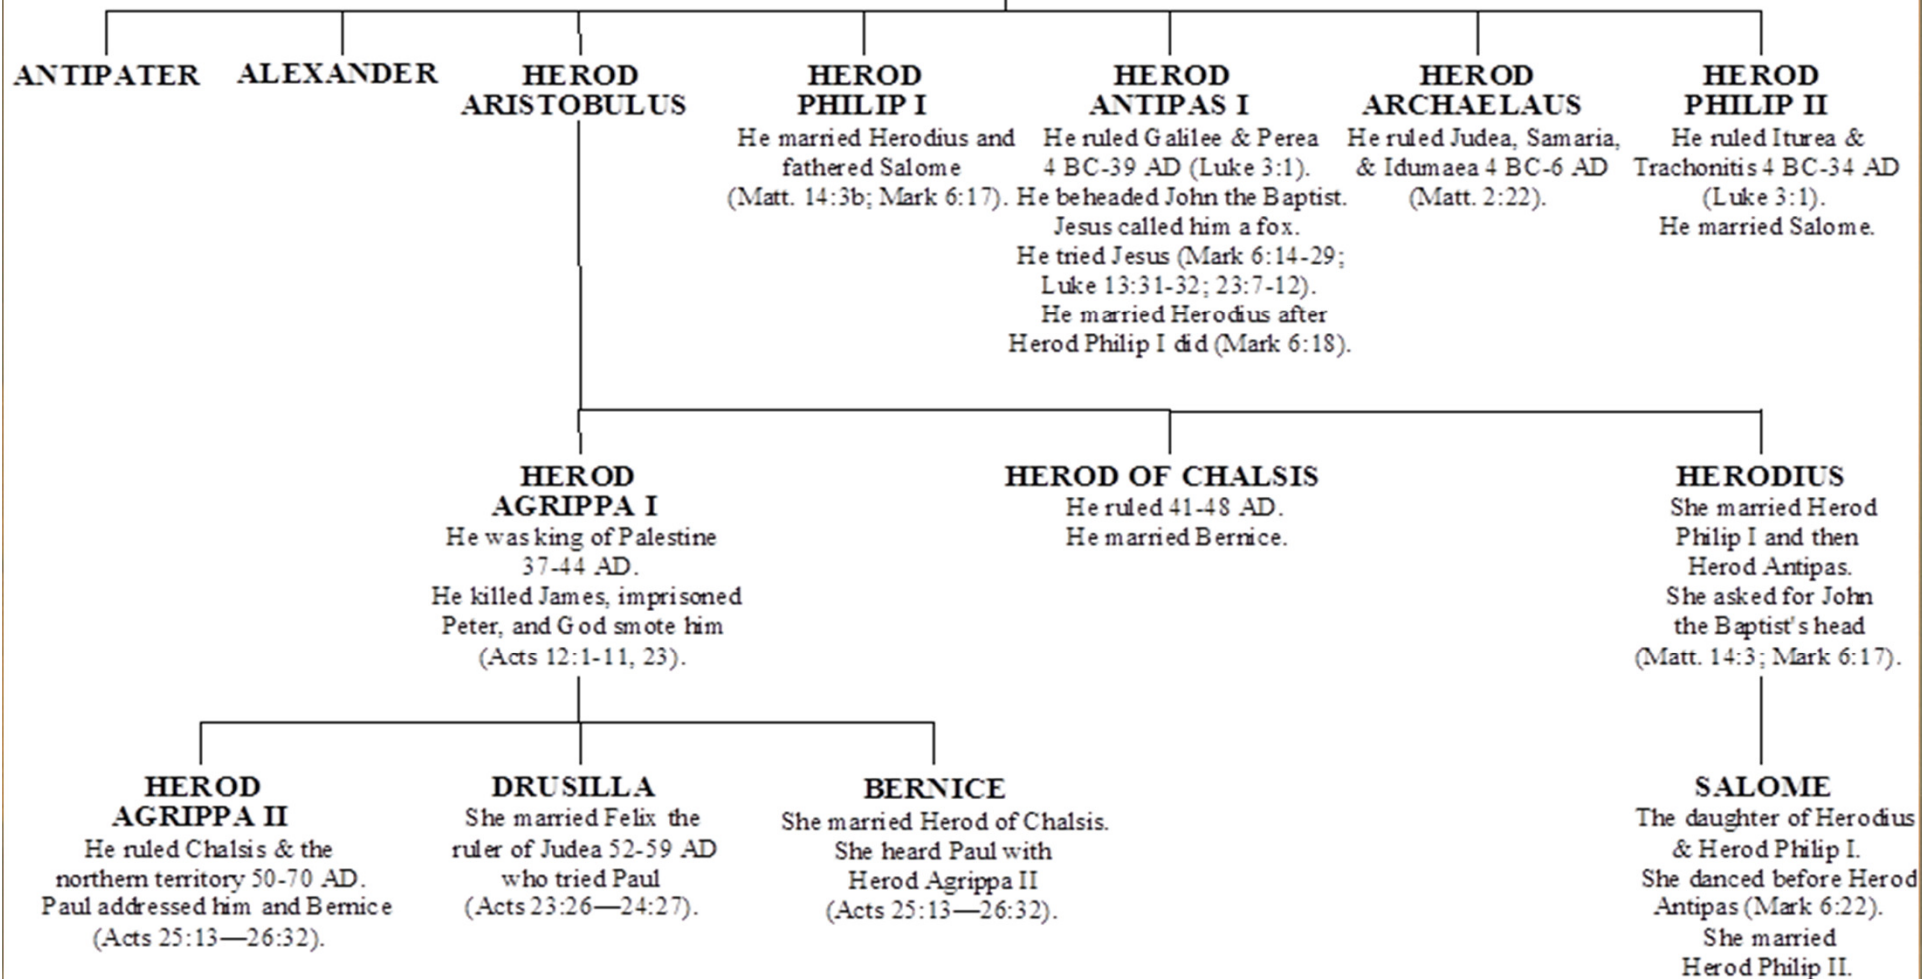 ANTIPATER
ALEXANDER
HEROD
ARISTOBULUS
HEROD
PHILIP I
He married Herodius and
fathered Salome
(Matt. 14:3b; Mark 6:17).
HEROD
ANTIPAS I
He ruled Galilee & Perea
4 BC-39 AD (Luke 3:1).
He beheaded John the Baptist.
Jesus called him a fox.
He tried Jesus (Mark 6:14-29;
Luke 13:31-32; 23:7-12).
He married Herodius after
Herod Philip I did (Mark 6:18).
HEROD
ARCHAELAUS
He ruled Judea, Samaria,
& Idumaea 4 BC-6 AD
(Matt. 2:22).
HEROD
PHILIP II
He ruled Iturea &
Trachonitis 4 BC-34 AD
(Luke 3:1).
He married Salome.
HEROD
AGRIPPA I
He was king of Palestine
37-44 AD.
He killed James, imprisoned
Peter, and God smote him
(Acts 12:1-11, 23).
HEROD OF CHALSIS
He ruled 41-48 AD.
He married Bernice.
HERODIUS
She married Herod
Philip I and then
Herod Antipas.
She asked for John
the Baptist's head
(Matt. 14:3; Mark 6:17).
HEROD
AGRIPPA II
He ruled Chalsis & the
northern territory 50-70 AD.
Paul addressed him and Bernice
(Acts 25:13—26:32).
DRUSILLA
She married Felix the
ruler of Judea 52-59 AD
who tried Paul
(Acts 23:26—24:27).
BERNICE
She married Herod of Chalsis.
She heard Paul with
Herod Agrippa II
(Acts 25:13—26:32).
SALOME
The daughter of Herodius
& Herod Philip I.
She danced before Herod
Antipas (Mark 6:22).
She married
Herod Philip II.